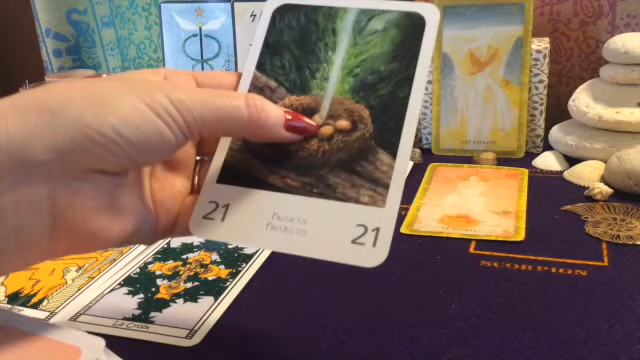 21
PROJETS
PROJECTS
21
La Croix
SCORPION